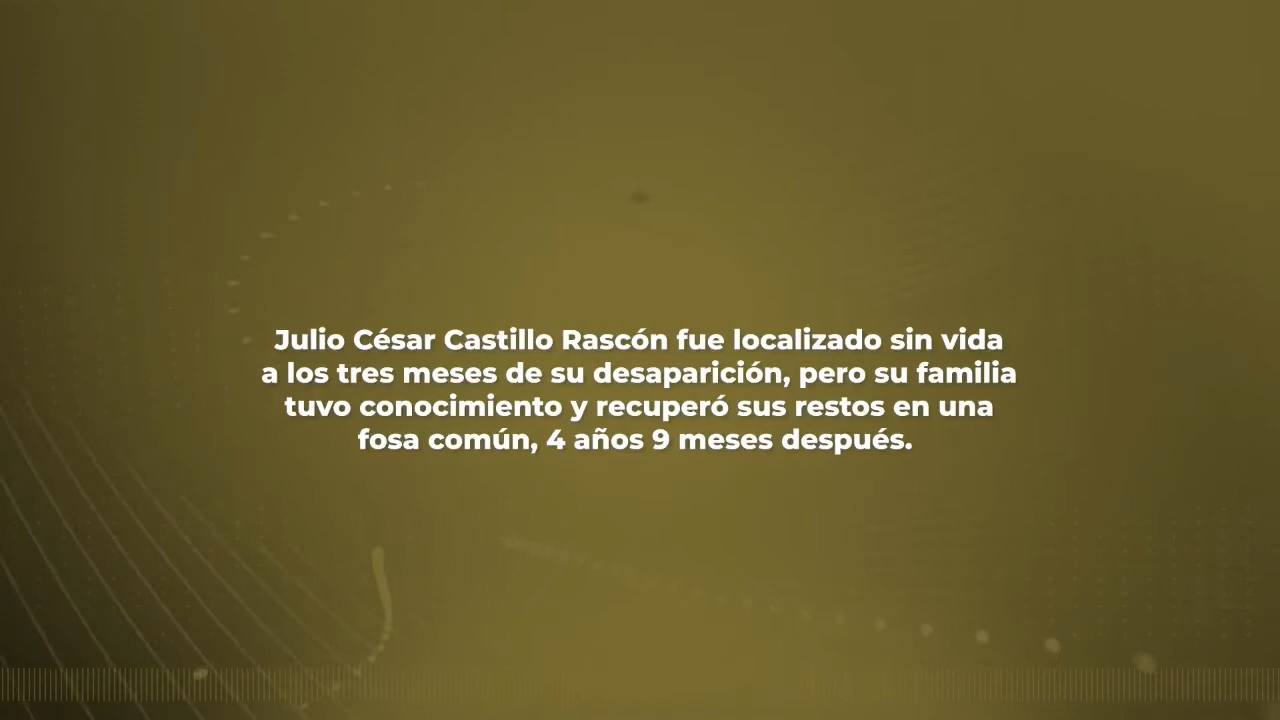 Julio César Castillo Rascón fue localizado sin vida
a los tres meses de su desaparición, pero su familia
tuvo conocimiento y recuperó sus restos en una
fosa común, 4 años 9 meses después.